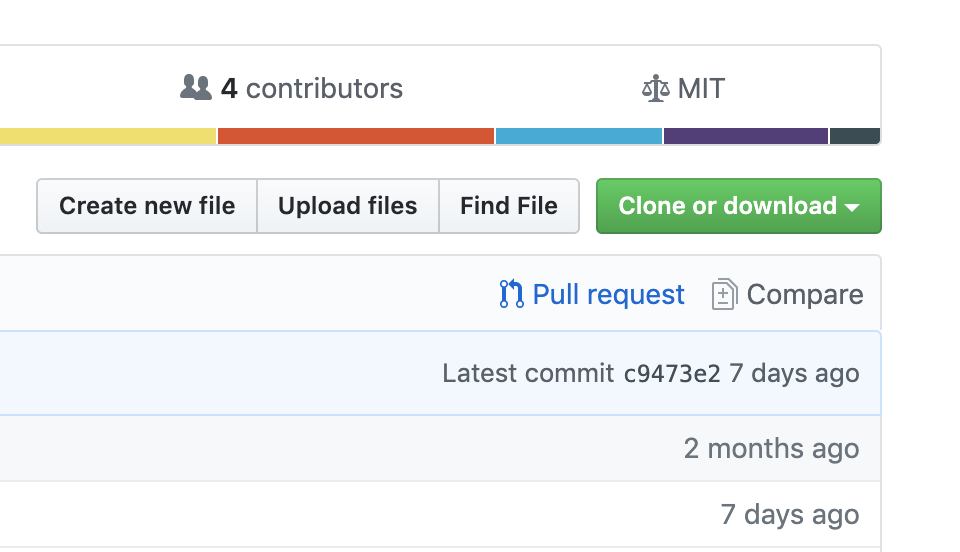 4 contributors MIT
Create new file Upload files Find File Clone or download
Pull request Compare
Latest commit c9473e2 7 days ago
2 months ago
7 days ago